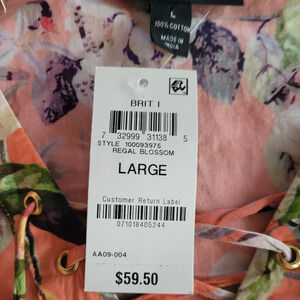 L
100% COTTON
MADE IN
INDIA
BRIT I
7 32999 31138 5
STYLE 100093975
REGAL BLOSSOM
LARGE
Customer Return Label
071018405244
AA09-004
$59.50